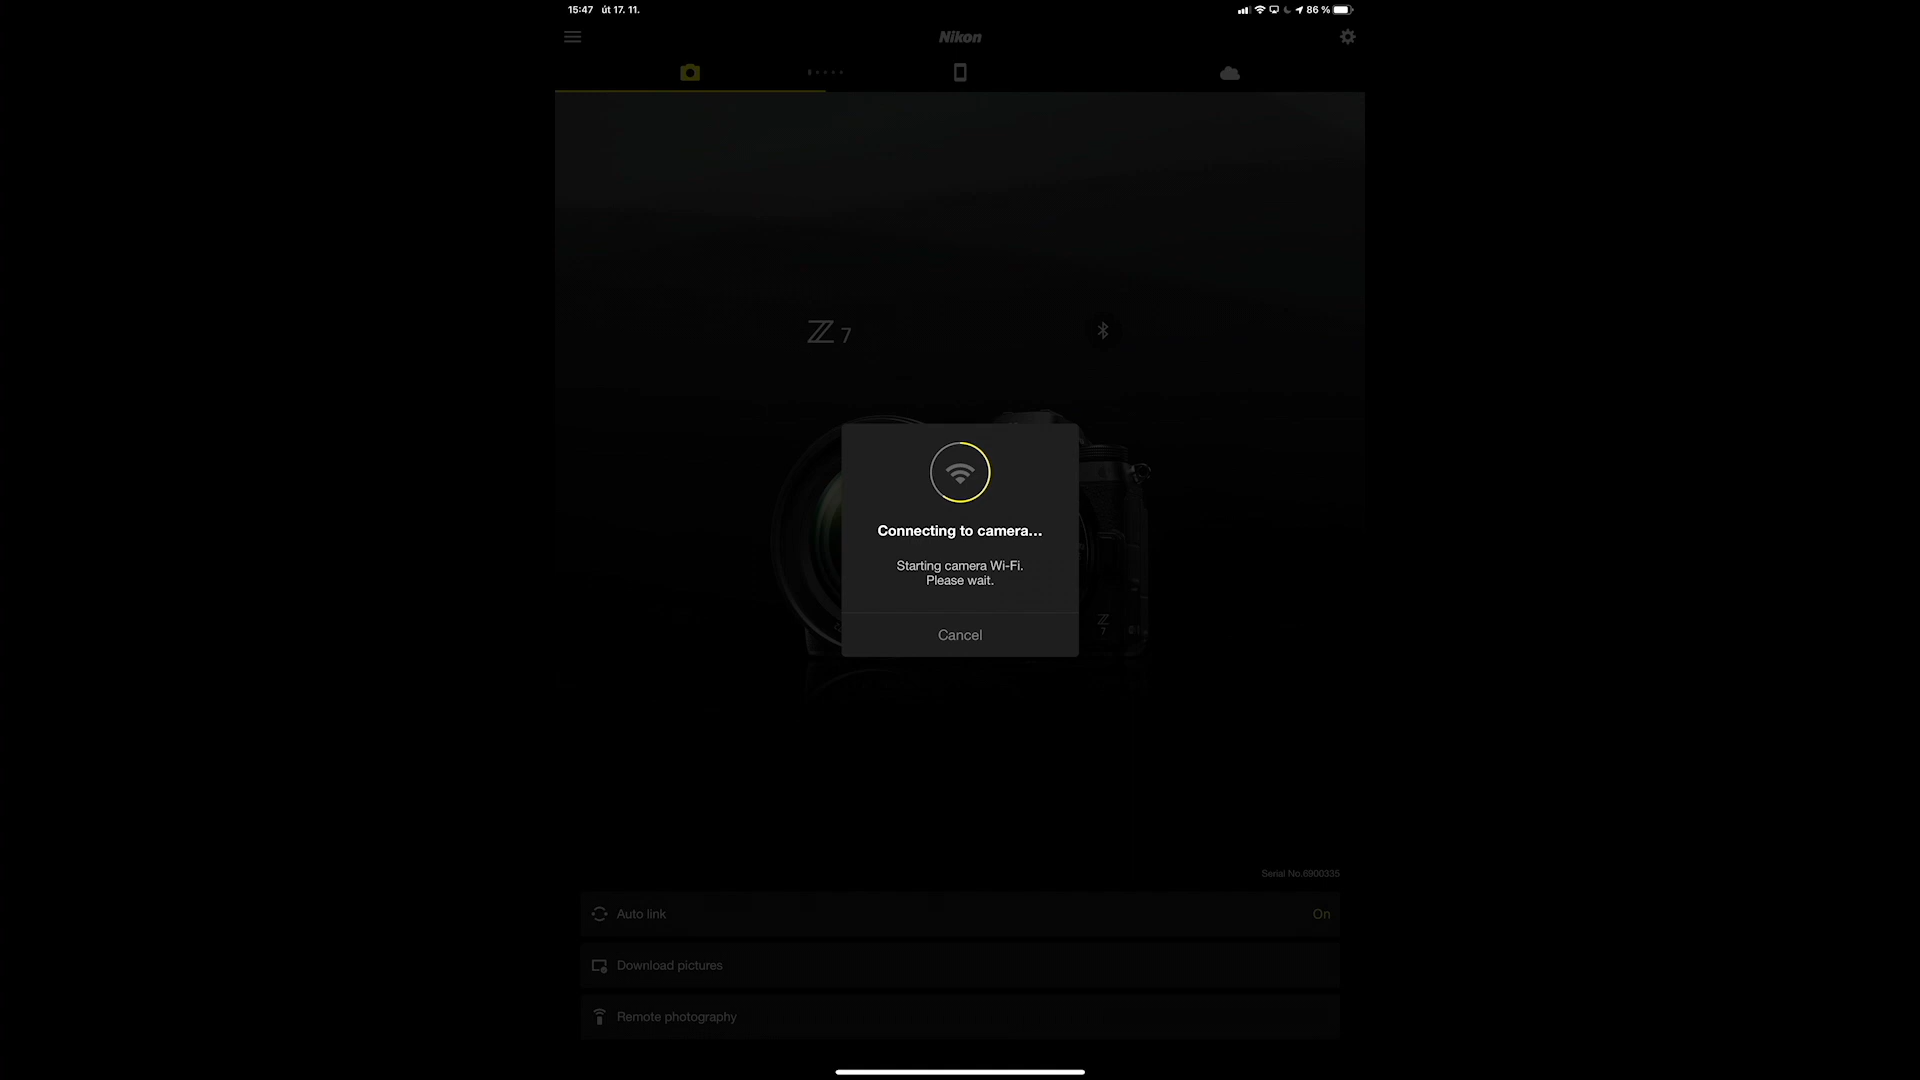 15:47 út 17. 11.
86 %
Nikon
Z 7
Connecting to camera...
Starting camera Wi-Fi.
Please wait.
Cancel
Z
7
Serial No.6900335
Auto link On
Download pictures
Remote photography